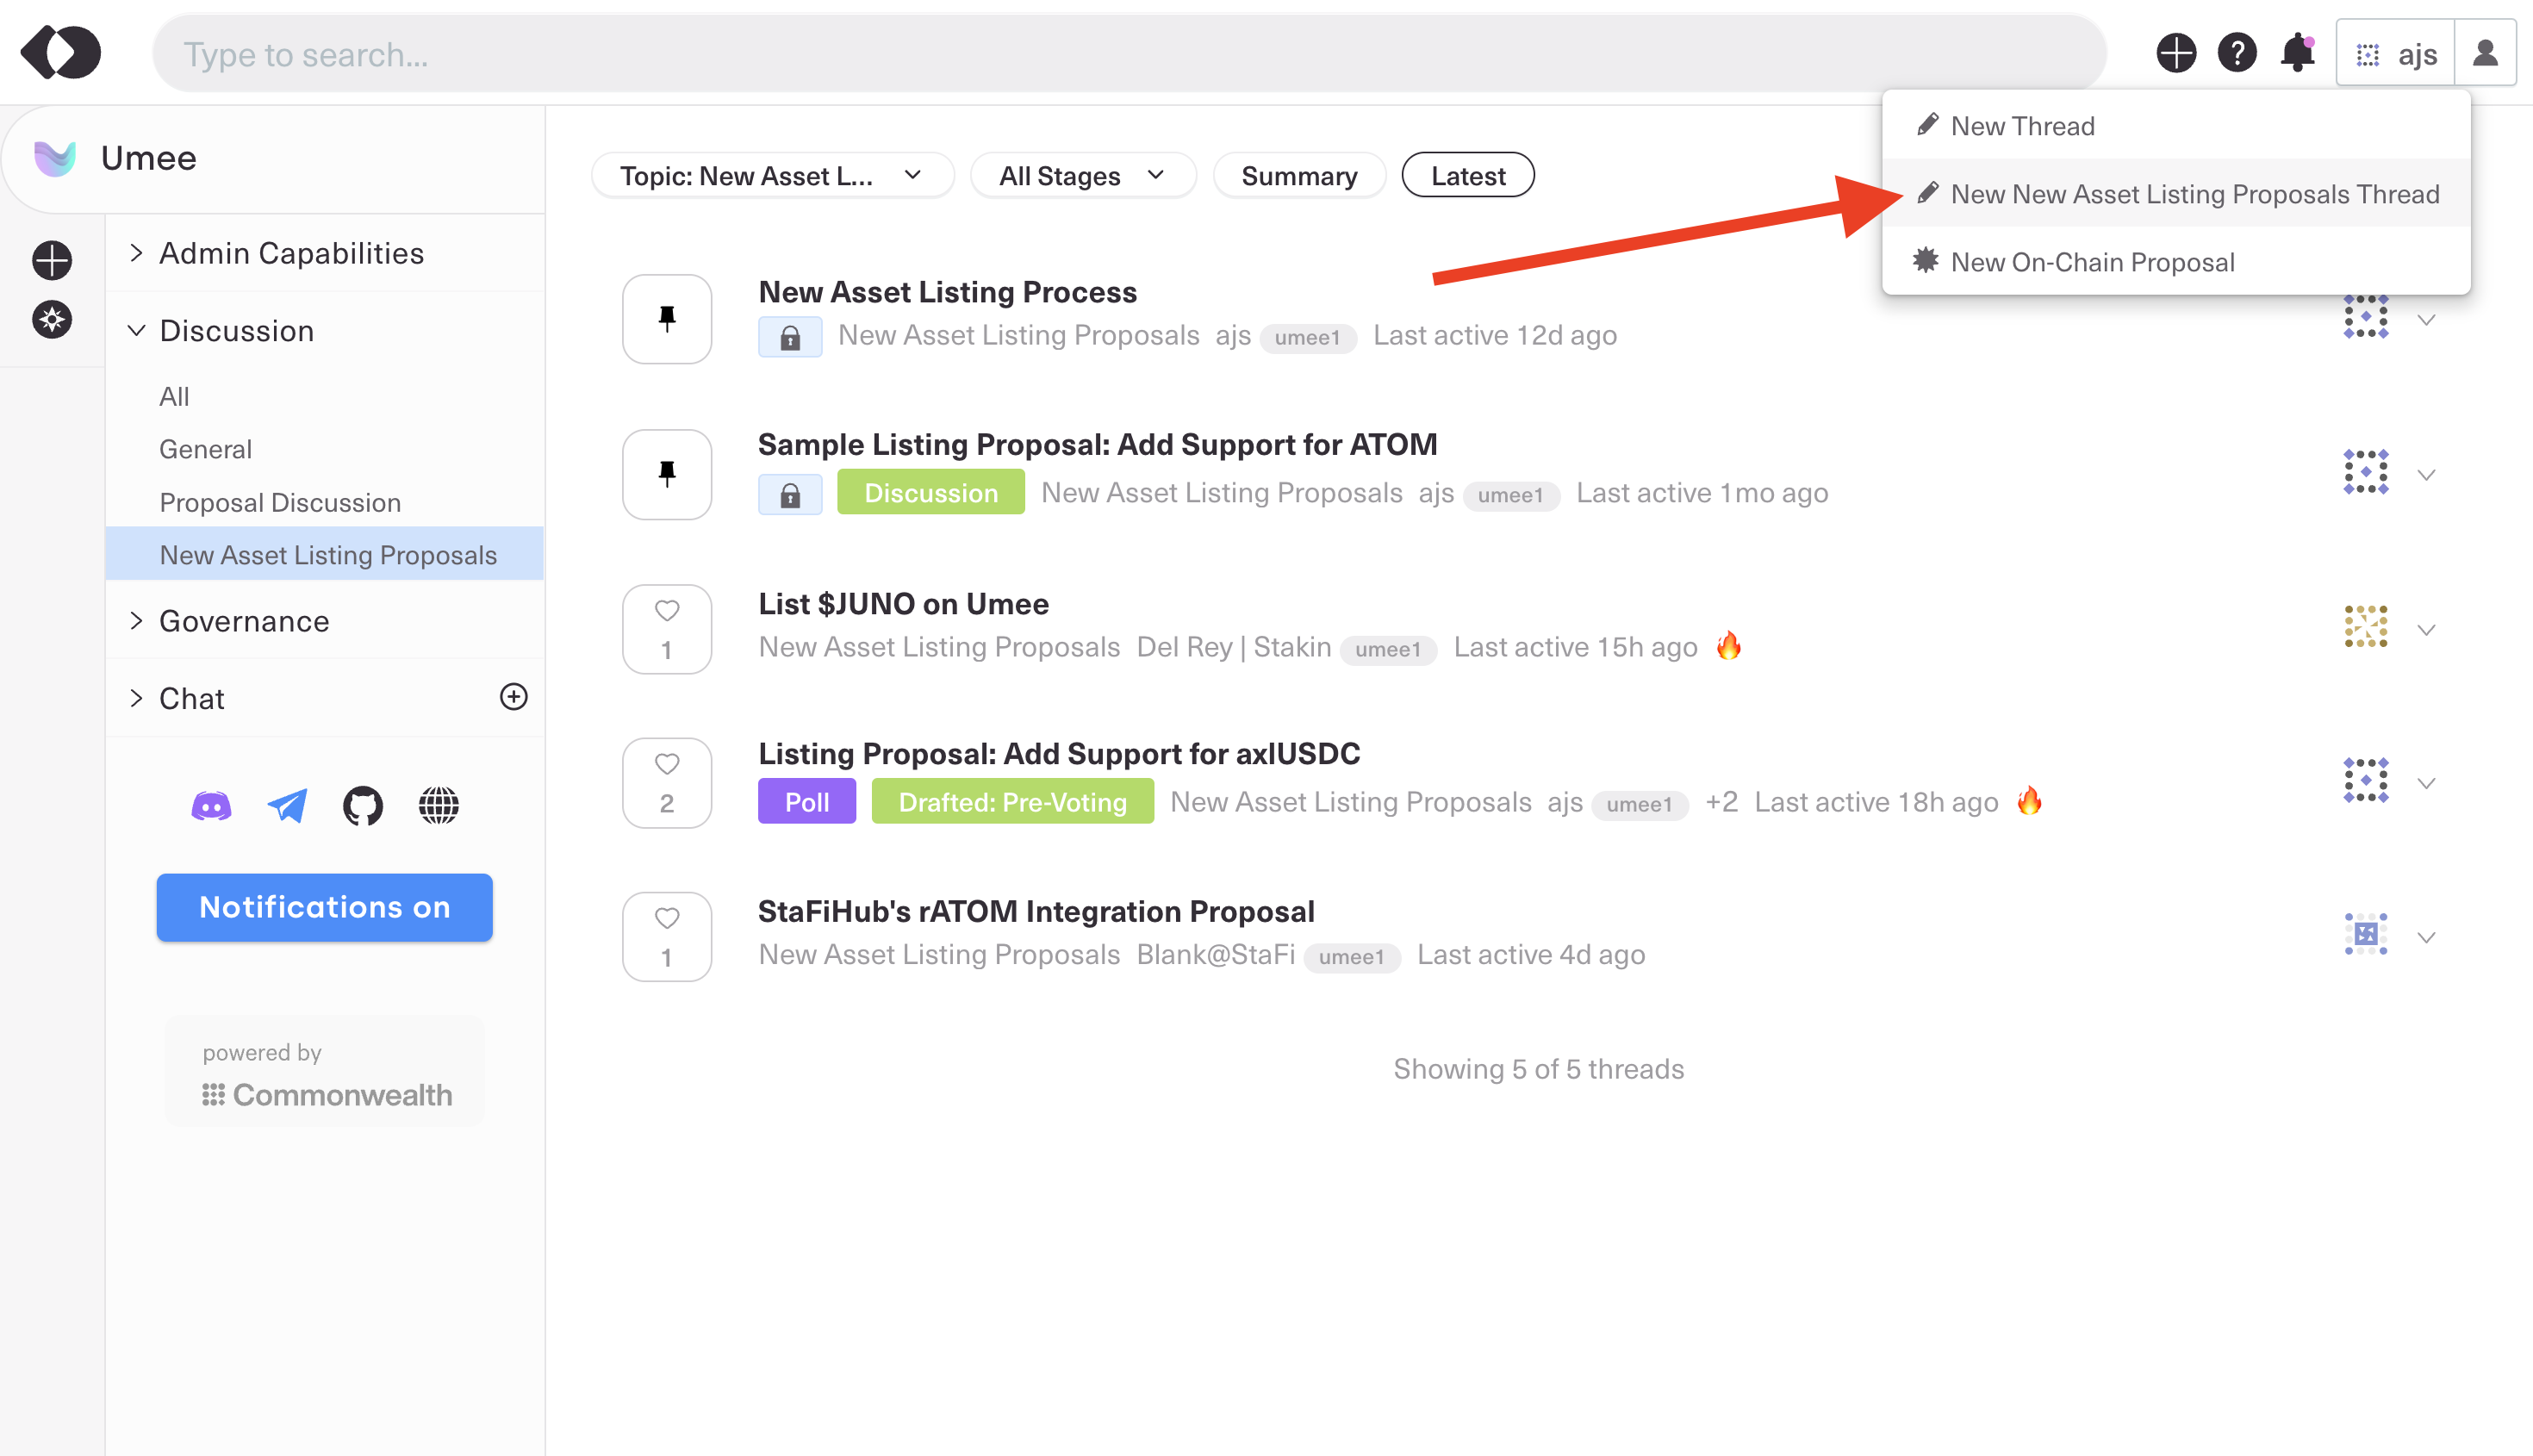 Type to search...
ajs
New Thread
New New Asset Listing Proposals Thread
New On-Chain Proposal
Umee
Admin Capabilities
Discussion
All
General
Proposal Discussion
New Asset Listing Proposals
Governance
Chat
Notifications on
powered by
Commonwealth
Topic: New Asset L... All Stages Summary Latest
New Asset Listing Process
New Asset Listing Proposals ajs umee1 Last active 12d ago
Sample Listing Proposal: Add Support for ATOM
Discussion New Asset Listing Proposals ajs umee1 Last active 1mo ago
List $JUNO on Umee
1 New Asset Listing Proposals Del Rey | Stakin umee1 Last active 15h ago
Listing Proposal: Add Support for axlUSDC
2 Poll Drafted: Pre-Voting New Asset Listing Proposals ajs umee1 +2 Last active 18h ago
StaFiHub's rATOM Integration Proposal
1 New Asset Listing Proposals Blank@StaFi umee1 Last active 4d ago
Showing 5 of 5 threads